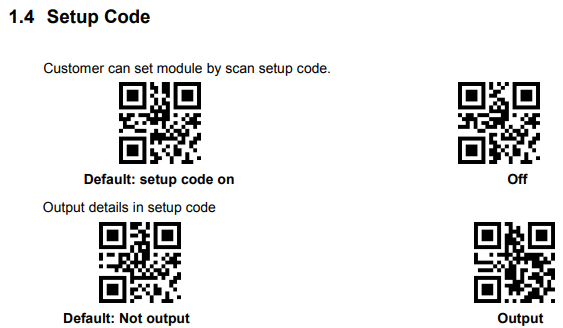 1.4 Setup Code
Customer can set module by scan setup code.
Default: setup code on
Off
Output details in setup code
Default: Not output
Output